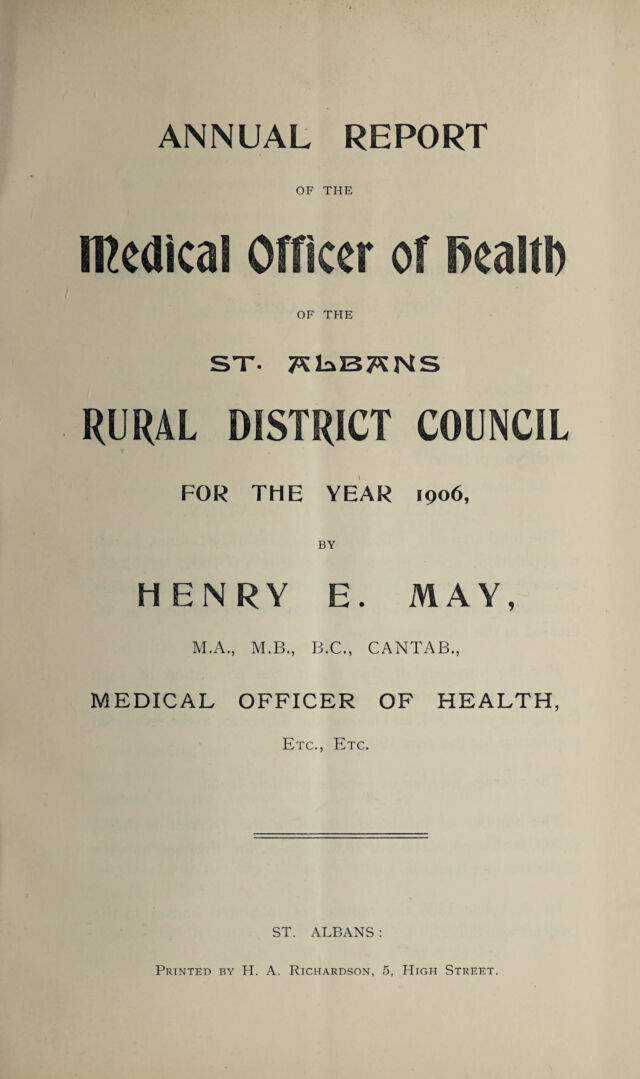 ANNUAL REPORT
OF THE
Medical Officer of Health
OF THE
ST. ALBANS
RURAL DISTRICT COUNCIL
FOR THE YEAR 1906,
BY
HENRY E. MAY,
M.A., M.B., B.C., CANTAB.,
MEDICAL OFFICER OF HEALTH,
ETC., ETC.
ST. ALBANS:
PRINTED BY H. A. RICHARDSON, 5, HIGH STREET.